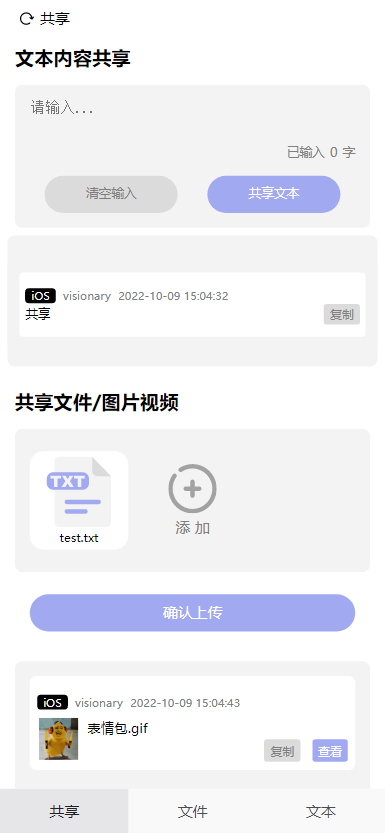 共享
文本内容共享
请输入...
已输入 0 字
清空输入
共享文本
iOS visionary 2022-10-09 15:04:32
共享
复制
共享文件/图片视频
TXT
test.txt
添加
确认上传
iOS visionary 2022-10-09 15:04:43
表情包.gif
复制
查看
共享
文件
文本